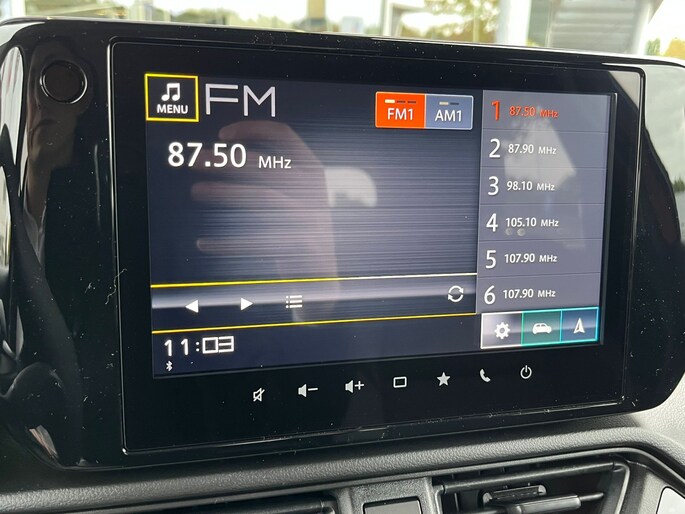 MENU
FM
FM1
AM1
87.50 MHz
1 87.50 MHz
2 87.90 MHz
3 98.10 MHz
4 105.10 MHz
5 107.90 MHz
6 107.90 MHz
11:03